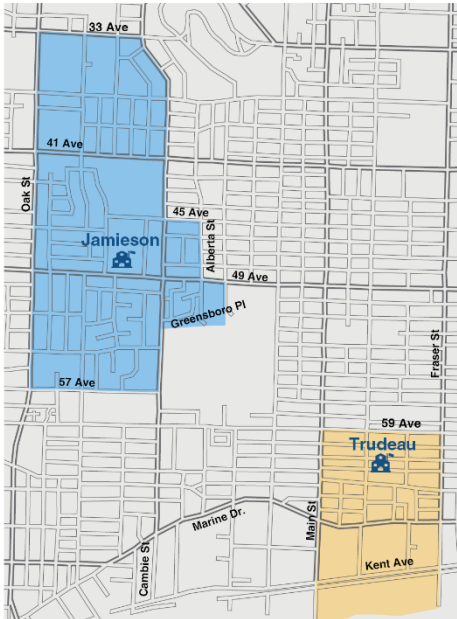 33 Ave
41 Ave
Oak St
45 Ave
Jamieson
Alberta St
49 Ave
Greensboro Pl
Fraser St
57 Ave
59 Ave
Trudeau
Marine Dr.
Main St
Cambie St
Kent Ave